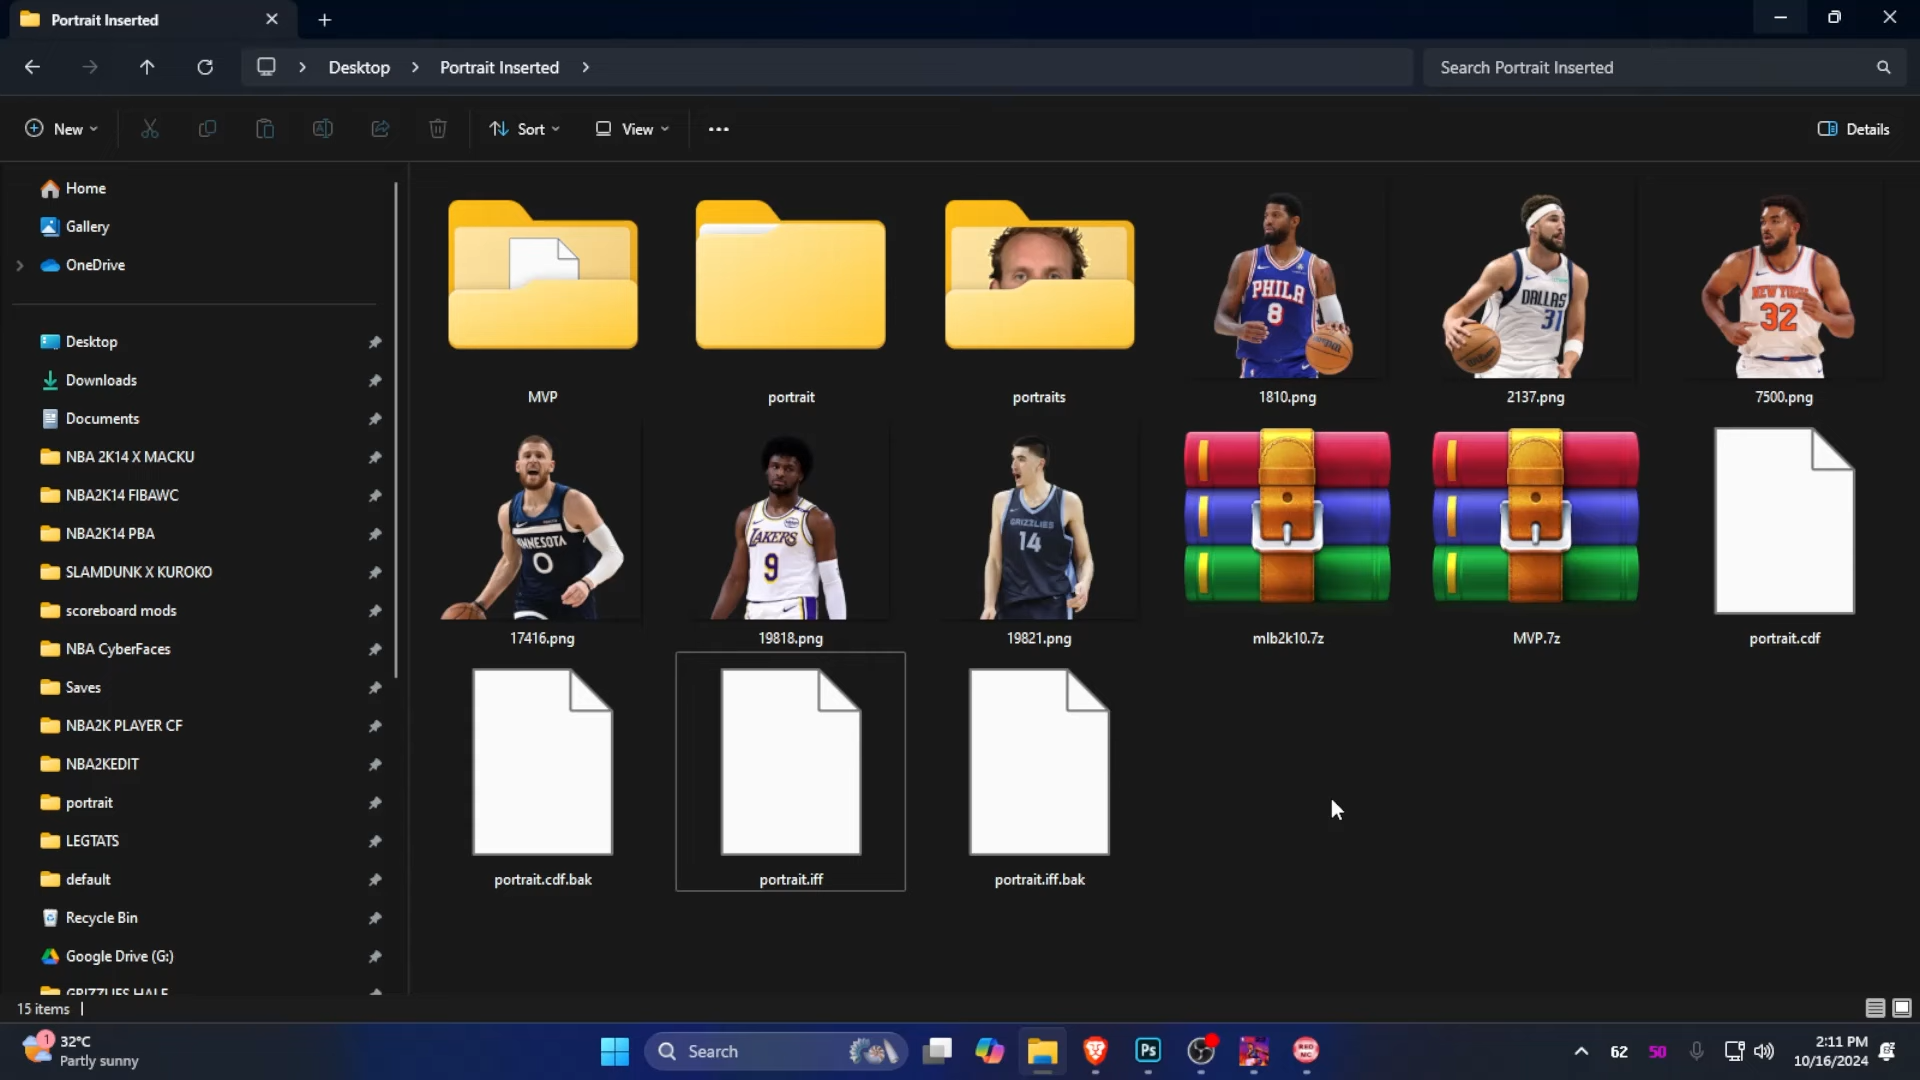 Portrait Inserted
Desktop
Portrait Inserted
Search Portrait Inserted
New
Sort
View
Details
Home
Gallery
OneDrive
Desktop
Downloads
Documents
NBA 2K14 X MACKU
NBA2K14 FIBAWC
NBA2K14 PBA
SLAMDUNK X KUROKO
scoreboard mods
NBA CyberFaces
Saves
NBA2K PLAYER CF
NBA2KEDIT
portrait
LEGTATS
default
Recycle Bin
Google Drive (G:)
GRIZZLIES HALF
PHILA
8
DALLAS
31
NEW YORK
32
MVP
portrait
portraits
1810.png
2137.png
7500.png
0
LAKERS
9
GRIZZLIES
14
17416.png
19818.png
19821.png
mlb2k10.7z
MVP.7z
portrait.cdf
portrait.cdf.bak
portrait.iff
portrait.iff.bak
15 items
1
32°C
Partly sunny
Search
Ps
62
50
2:11 PM
10/16/2024